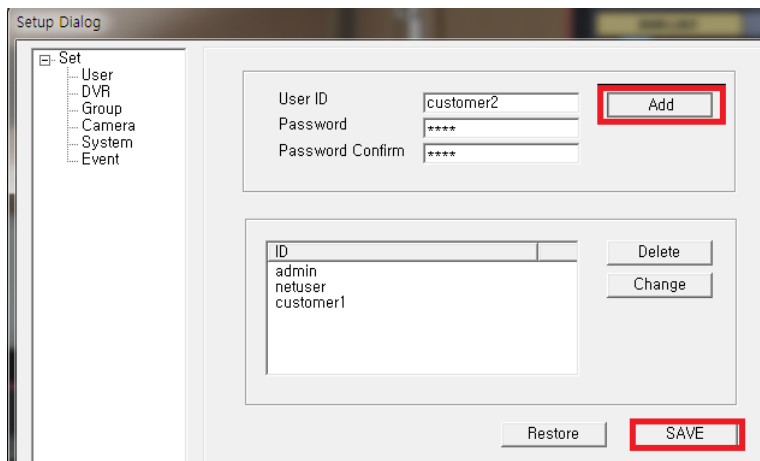 Setup Dialog
Set
User
DVR
Group
Camera
System
Event
User ID
customer2
Add
Password
****
Password Confirm
****
ID
admin
netuser
customer1
Delete
Change
Restore
SAVE